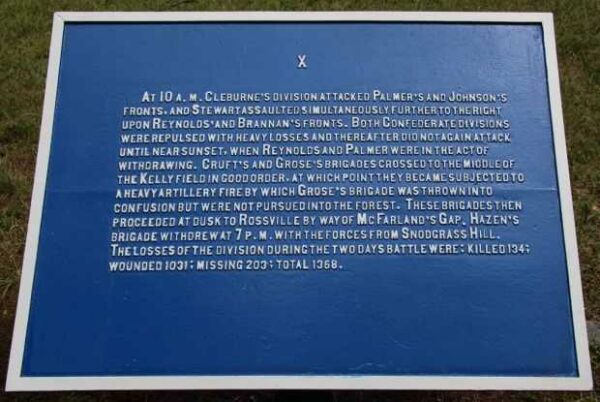 X
AT 10 A. M. CLEBURNE'S DIVISION ATTACKED PALMER'S AND JOHNSON'S
FRONTS, AND STEWART ASSAULTED SIMULTANEOUSLY FURTHER TO THE RIGHT
UPON REYNOLDS' AND BRANNAN'S FRONTS. BOTH CONFEDERATE DIVISIONS
WERE REPULSED WITH HEAVY LOSSES AND THEREAFTER DID NOT AGAIN ATTACK
UNTIL NEAR SUNSET, WHEN REYNOLDS AND PALMER WERE IN THE ACT OF
WITHDRAWING. CRUFT'S AND GROSE'S BRIGADES CROSSED TO THE MIDDLE OF
THE KELLY FIELD IN GOOD ORDER, AT WHICH POINT THEY BECAME SUBJECTED TO
A HEAVY ARTILLERY FIRE BY WHICH GROSE'S BRIGADE WAS THROWN INTO
CONFUSION BUT WERE NOT PURSUED INTO THE FOREST. THESE BRIGADES THEN
PROCEEDED AT DUSK TO ROSSVILLE BY WAY OF MCFARLAND'S GAP. HAZEN'S
BRIGADE WITHDREW AT 7 P. M. WITH THE FORCES FROM SNODGRASS HILL.
THE LOSSES OF THE DIVISION DURING THE TWO DAYS BATTLE WERE: KILLED 134;
WOUNDED 1031; MISSING 203; TOTAL 1368.